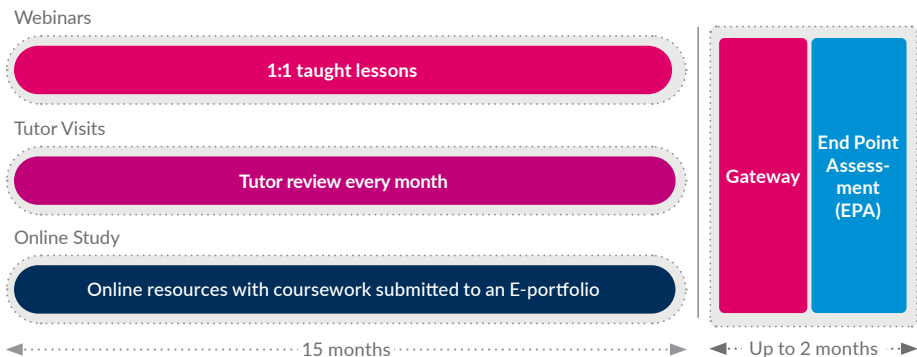 Webinars
1:1 taught lessons
Tutor Visits
Tutor review every month
Online Study
Online resources with coursework submitted to an E-portfolio
15 months
Gateway
End Point
Assess-
ment
(EPA)
Up to 2 months